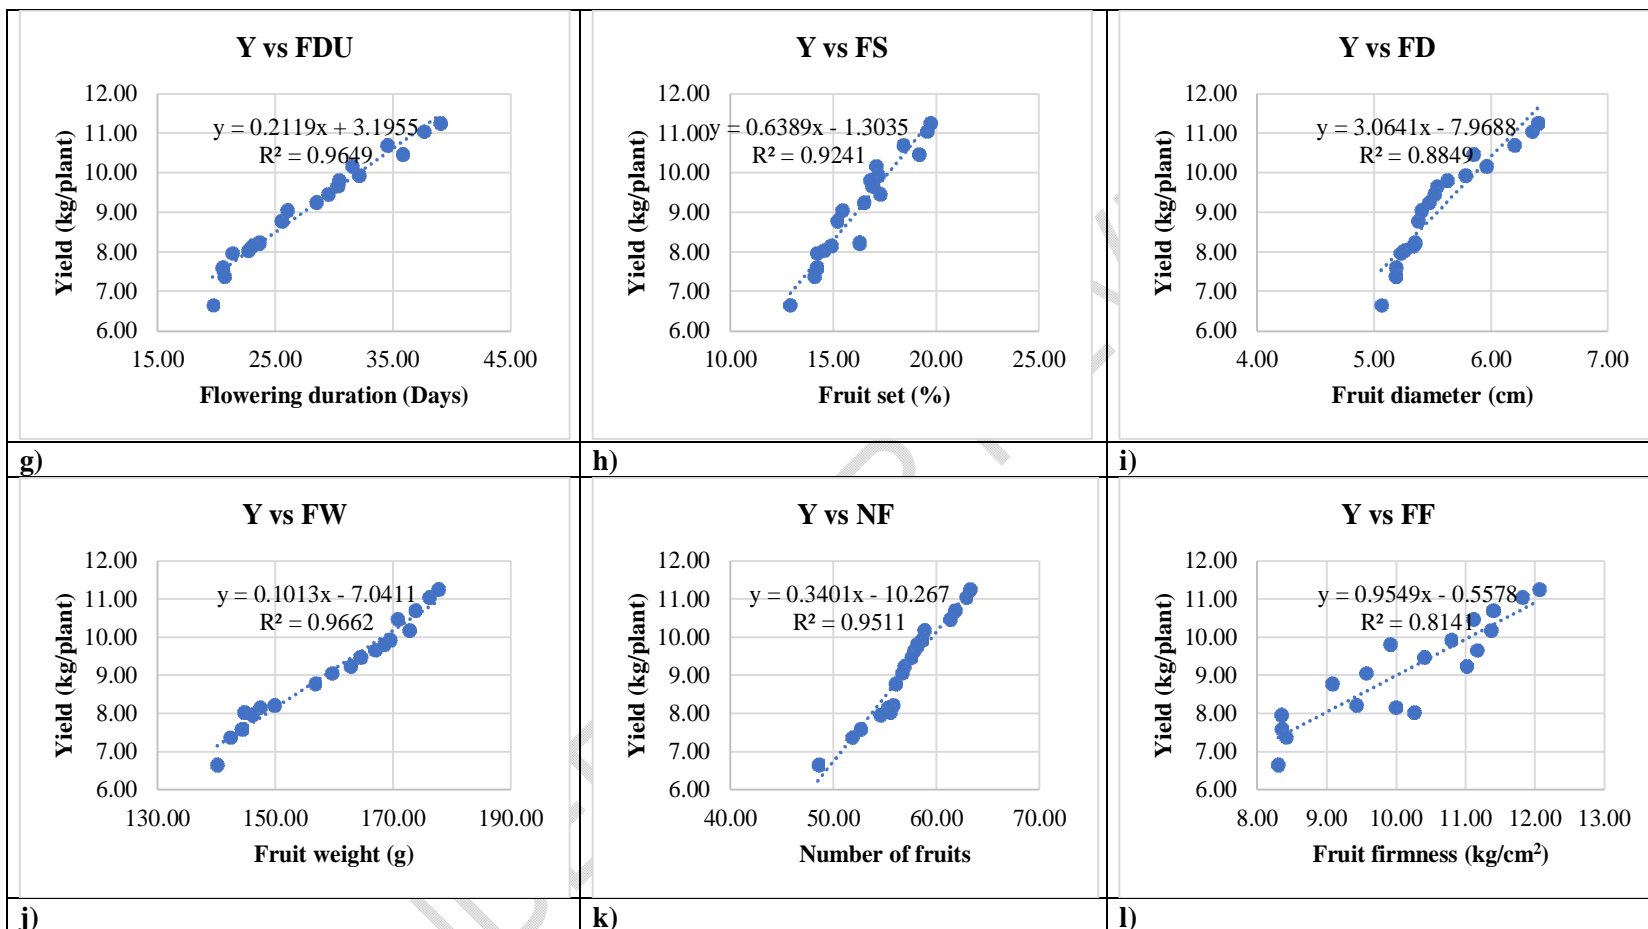 Y vs FDU
12.00
11.00
10.00
9.00
8.00
7.00
6.00
y = 0.2119x + 3.1955
R² = 0.9649
15.00 25.00 35.00 45.00
Yield (kg/plant)
Flowering duration (Days)
Y vs FS
12.00
11.00
10.00
9.00
8.00
7.00
6.00
y = 0.6389x - 1.3035
R² = 0.9241
10.00 15.00 20.00 25.00
Yield (kg/plant)
Fruit set (%)
Y vs FD
12.00
11.00
10.00
9.00
8.00
7.00
6.00
y = 3.0641x - 7.9688
R² = 0.8849
4.00 5.00 6.00 7.00
Yield (kg/plant)
Fruit diameter (cm)
g)
h)
i)
Y vs FW
12.00
11.00
10.00
9.00
8.00
7.00
6.00
y = 0.1013x - 7.0411
R² = 0.9662
130.00 150.00 170.00 190.00
Yield (kg/plant)
Fruit weight (g)
Y vs NF
12.00
11.00
10.00
9.00
8.00
7.00
6.00
y = 0.3401x - 10.267
R² = 0.9511
40.00 50.00 60.00 70.00
Yield (kg/plant)
Number of fruits
Y vs FF
12.00
11.00
10.00
9.00
8.00
7.00
6.00
y = 0.9549x - 0.5578
R² = 0.8141
8.00 9.00 10.00 11.00 12.00 13.00
Yield (kg/plant)
Fruit firmness (kg/cm²)
j)
k)
l)